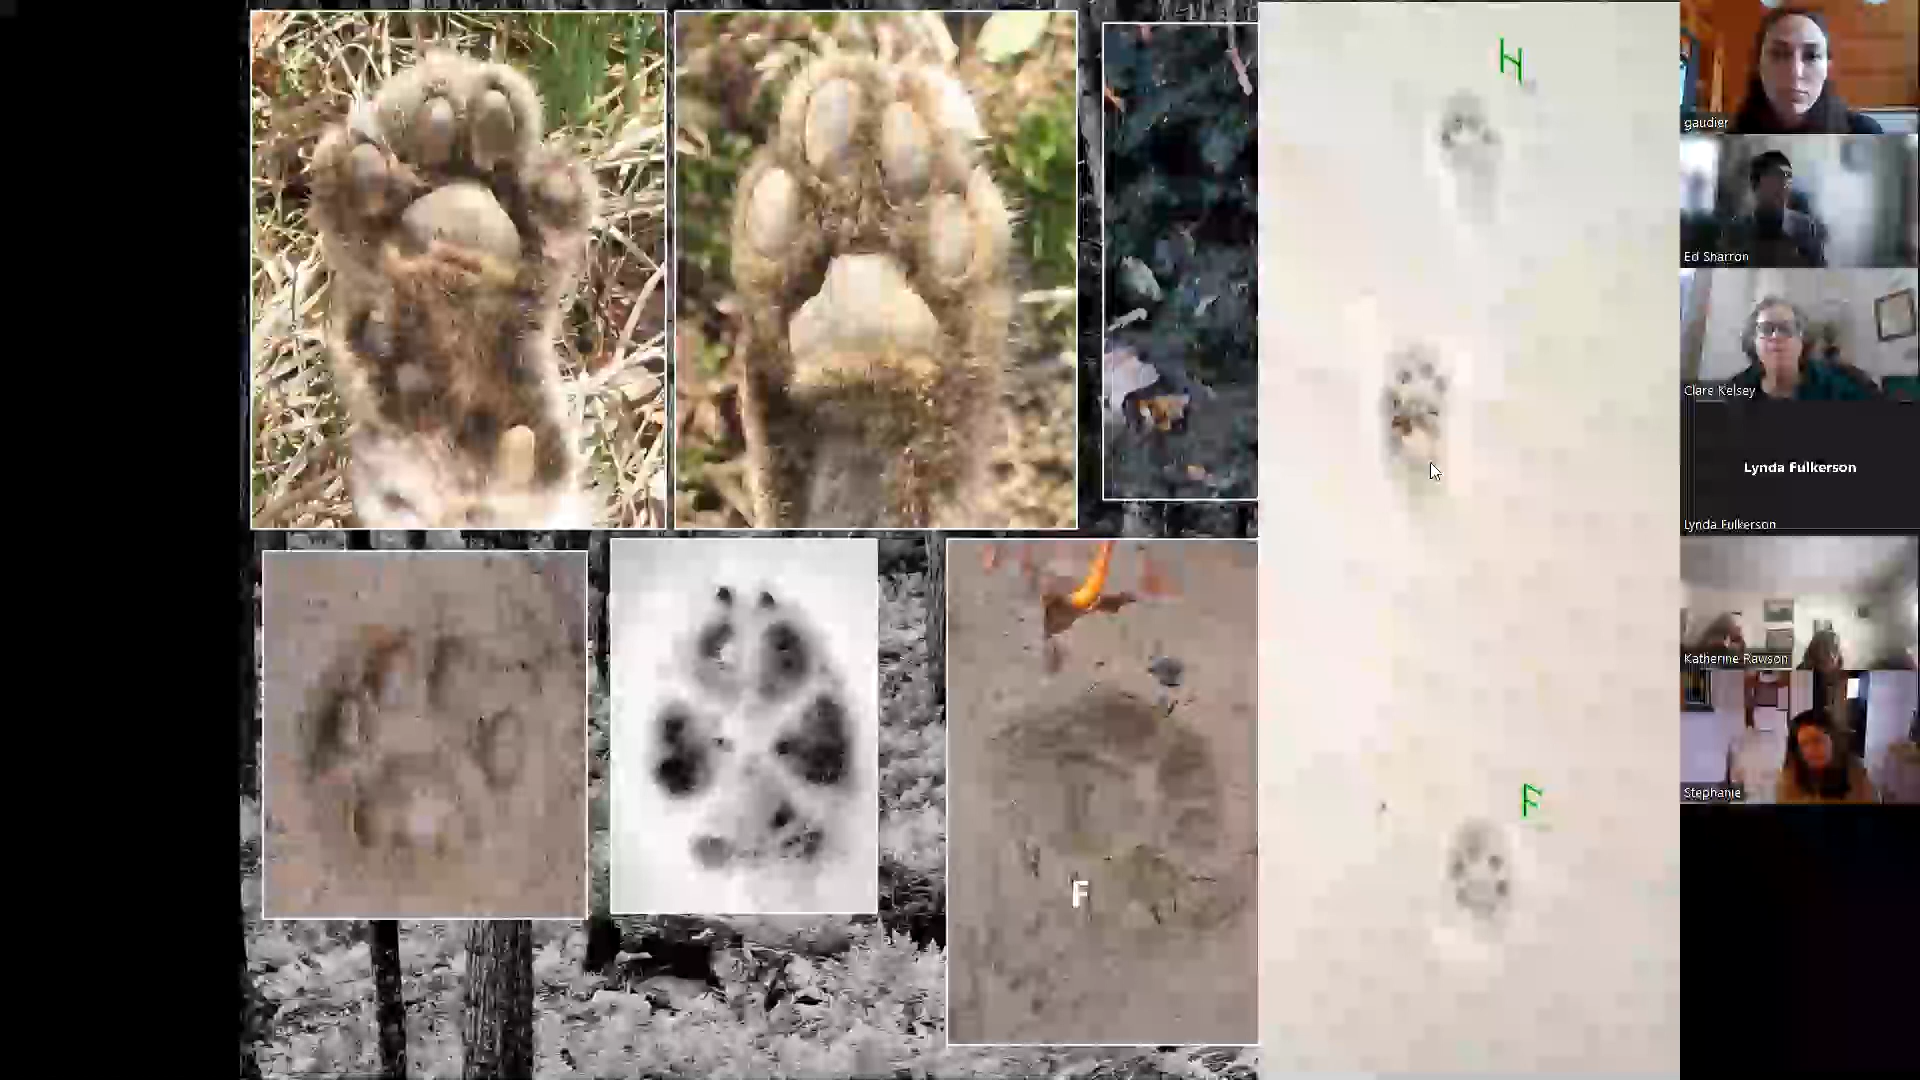 H
F
F
gaudier
Ed Sharron
Clare Kelsey
Lynda Fulkerson
Lynda Fulkerson
Katherine Rawson
Stephanie